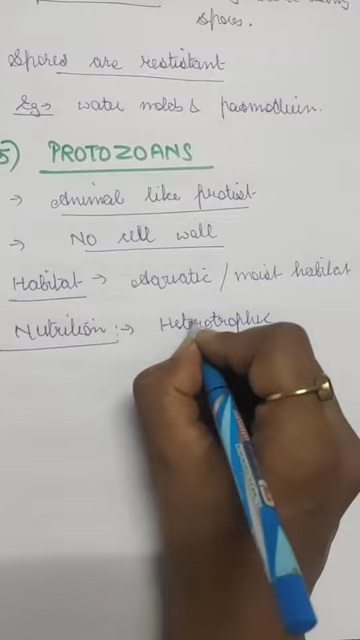 spores.
Spores are resistant
Eg→ water molds &
5) PROTOZOANS
→ Animal like protist
→ No cell wall
Habitat → Aquatic / moist habitat
Nutrition :→ Heterotrophic